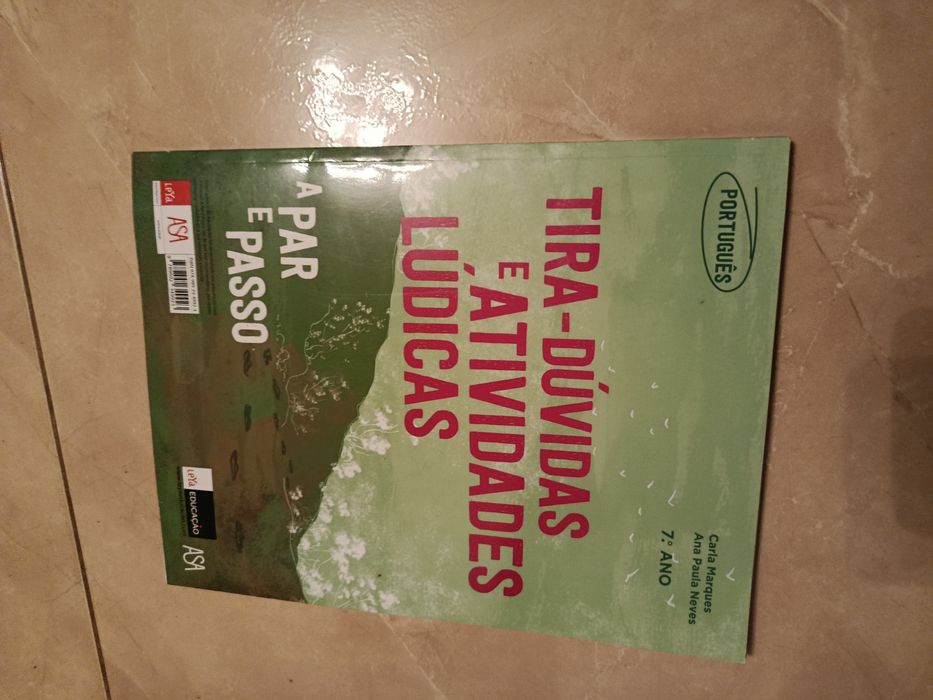 PORTUGUÊS
Carla Marques
Ana Paula Neves
7.º ANO
TIRA-DÚVIDAS
E ATIVIDADES
LÚDICAS
A PAR
E PASSO
LEYA
ASA
LEYA EDUCAÇÃO
ASA